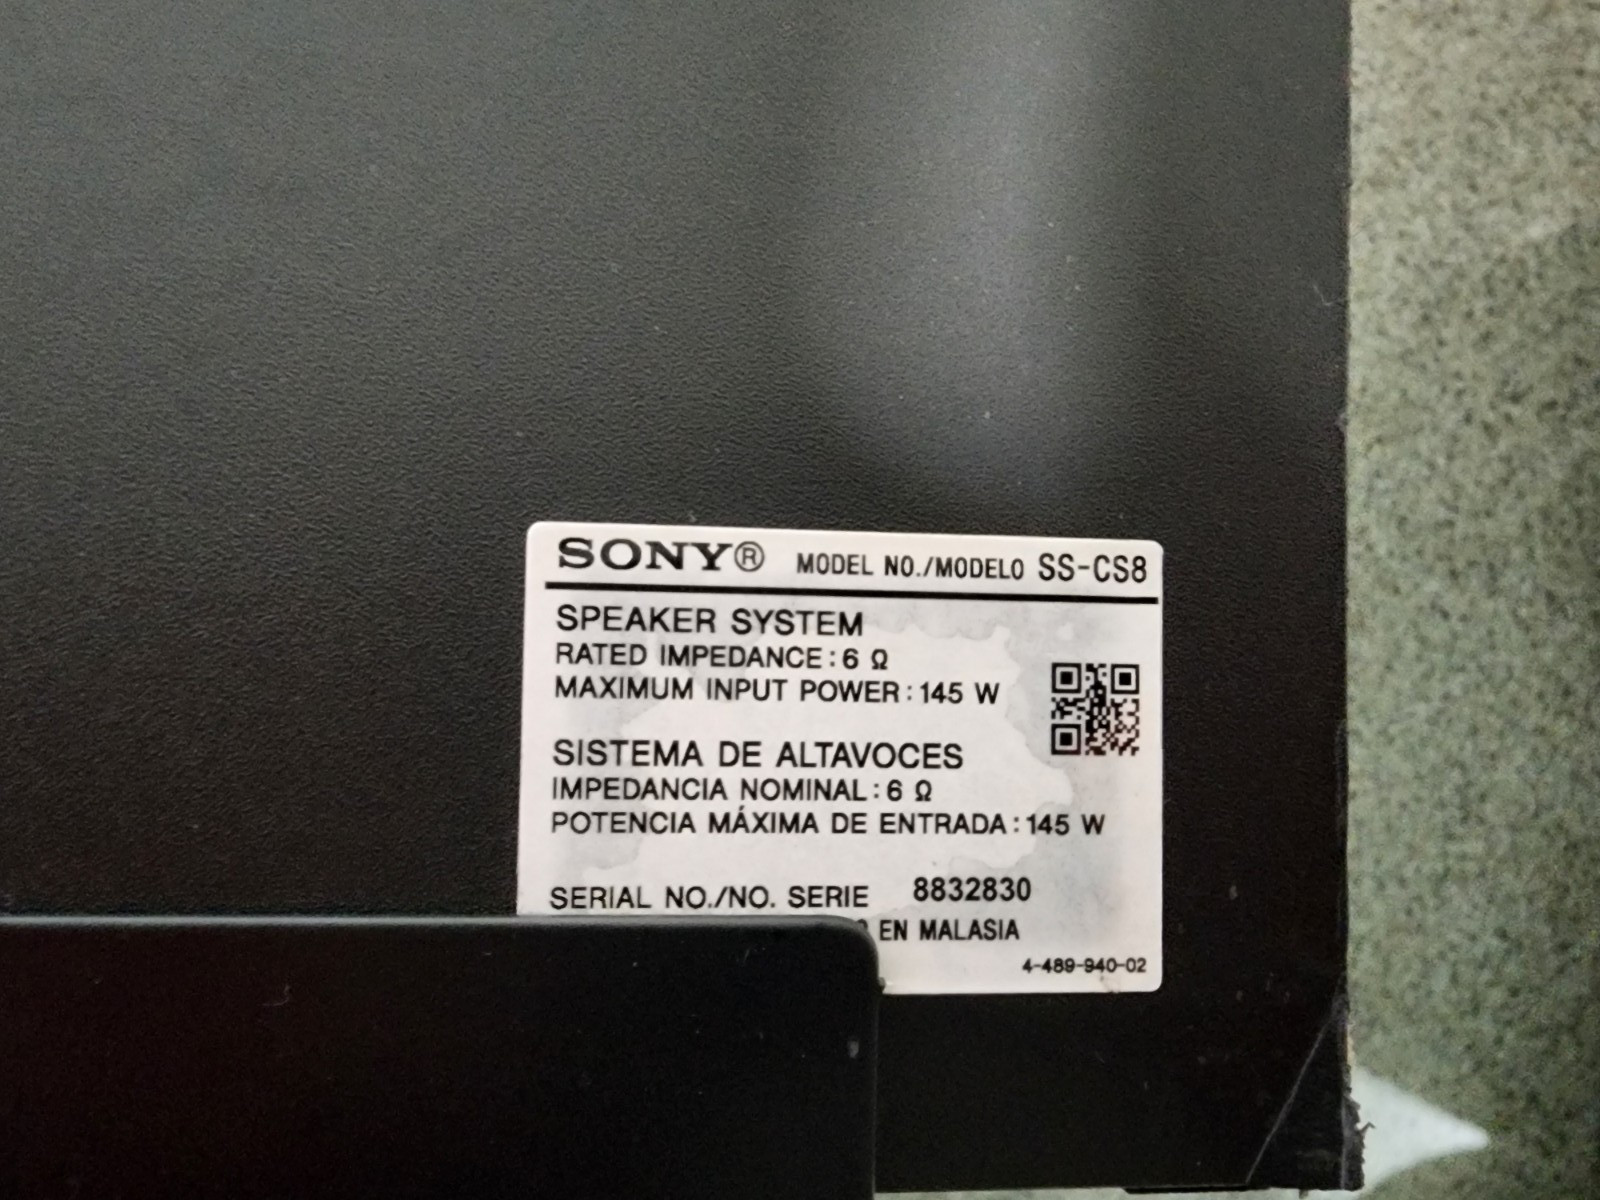 SONY® MODEL NO./MODELO SS-CS8
SPEAKER SYSTEM
RATED IMPEDANCE: 6 Ω
MAXIMUM INPUT POWER: 145 W
SISTEMA DE ALTAVOCES
IMPEDANCIA NOMINAL: 6 Ω
POTENCIA MÁXIMA DE ENTRADA: 145 W
SERIAL NO./NO. SERIE 8832830
EN MALASIA
4-489-940-02